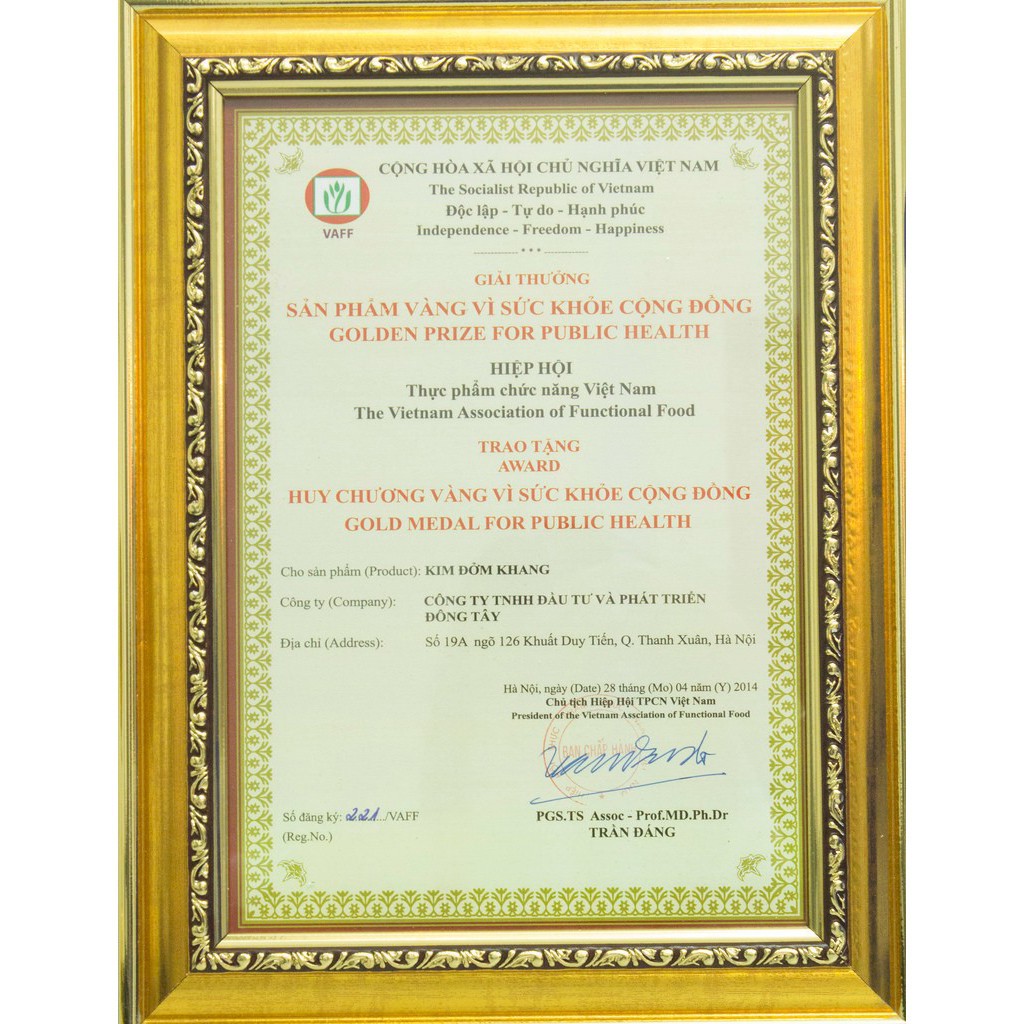 CỘNG HÒA XÃ HỘI CHỦ NGHĨA VIỆT NAM
The Socialist Republic of Vietnam
Độc lập - Tự do - Hạnh phúc
Independence - Freedom - Happiness
VAFF
GIẢI THƯỞNG
SẢN PHẨM VÀNG VÌ SỨC KHỎE CỘNG ĐỒNG
GOLDEN PRIZE FOR PUBLIC HEALTH
HIỆP HỘI
Thực phẩm chức năng Việt Nam
The Vietnam Association of Functional Food
TRAO TẶNG
AWARD
HUY CHƯƠNG VÀNG VÌ SỨC KHỎE CỘNG ĐỒNG
GOLD MEDAL FOR PUBLIC HEALTH
Cho sản phẩm (Product): KIM ĐỜM KHANG
Công ty (Company): CÔNG TY TNHH ĐẦU TƯ VÀ PHÁT TRIỂN
ĐÔNG TÂY
Địa chỉ (Address): Số 19A ngõ 126 Khuất Duy Tiến, Q. Thanh Xuân, Hà Nội
Hà Nội, ngày (Date) 28 tháng (Mo) 04 năm (Y) 2014
Chủ tịch Hiệp Hội TPCN Việt Nam
President of the Vietnam Assciation of Functional Food
BAN CHẤP HÀNH
Số đăng ký: 221../VAFF
(Reg.No.)
PGS.TS Assoc - Prof.MD.Ph.Dr
TRẦN ĐÁNG